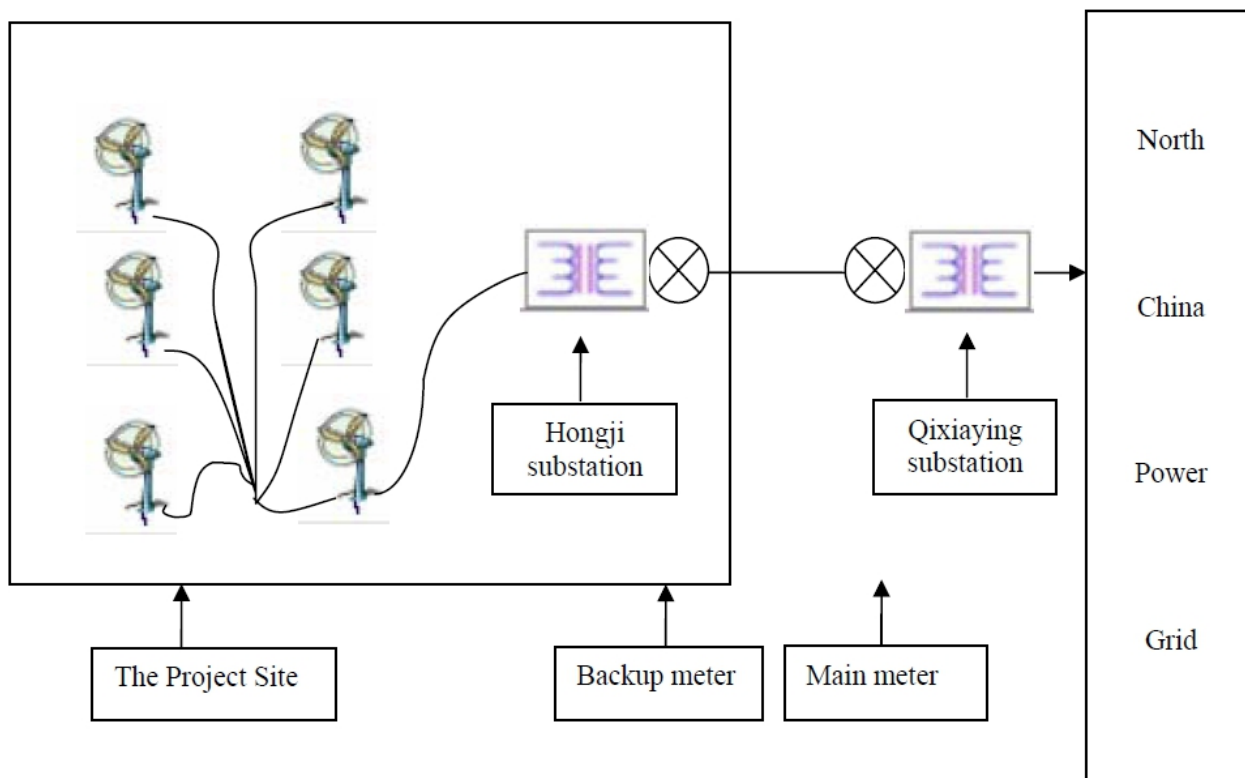 North
China
Power
Grid
Hongji
substation
Qixiaying
substation
The Project Site
Backup meter
Main meter